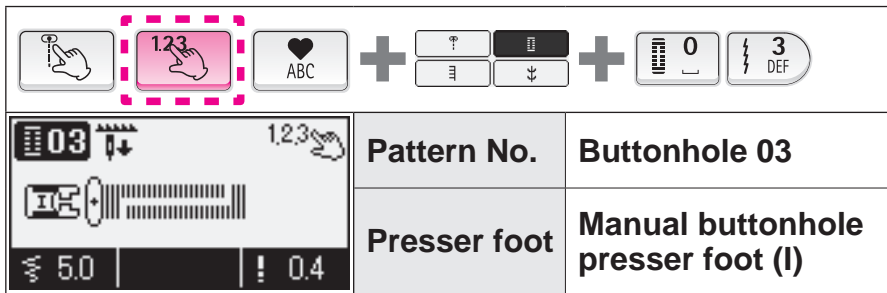 1.2.3
ABC
0
3
DEF
03
1.2.3
I
5.0
0.4
Pattern No.
Buttonhole 03
Presser foot
Manual buttonhole
presser foot (I)